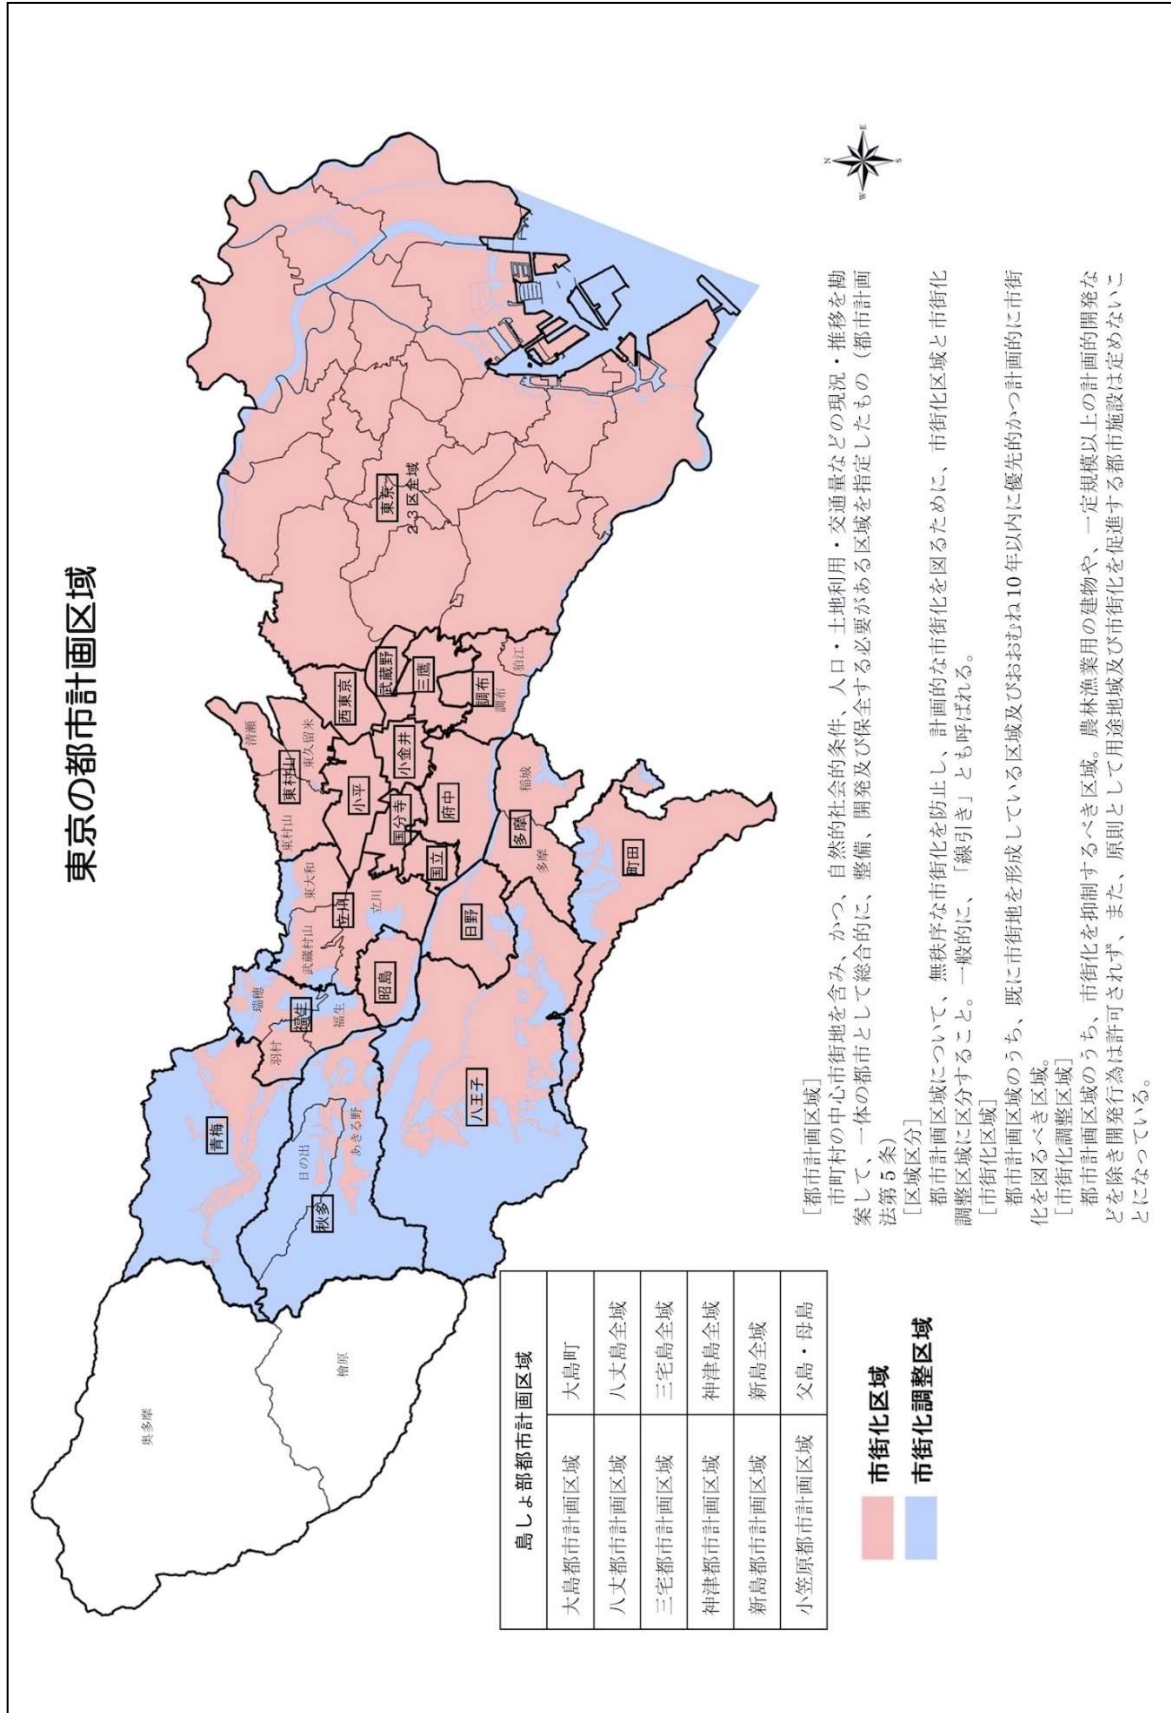 東京の都市計画区域
N
E
S
W
奥多摩
檜原
青梅
日の出
あきる野
秋多
瑞穂
羽村
福生
福生
武蔵村山
東大和
立川
立川
昭島
八王子
日野
東村山
東村山
清瀬
東久留米
小平
国分寺
国立
小金井
府中
西東京
武蔵野
三鷹
調布
調布
狛江
稲城
多摩
多摩
町田
東京
23区全域
島しょ部都市計画区域
大島都市計画区域 大島町
八丈都市計画区域 八丈島全域
三宅都市計画区域 三宅島全域
神津都市計画区域 神津島全域
新島都市計画区域 新島全域
小笠原都市計画区域 父島・母島
市街化区域
市街化調整区域
[都市計画区域]
市町村の中心市街地を含み、かつ、自然的社会的条件、人口・土地利用・交通量などの現況・推移を勘
案して、一体の都市として総合的に、整備、開発及び保全する必要がある区域を指定したもの（都市計画
法第5条）
[区域区分]
都市計画区域について、無秩序な市街化を防止し、計画的な市街化を図るために、市街化区域と市街化
調整区域に区分すること。一般的に、「線引き」とも呼ばれる。
[市街化区域]
都市計画区域のうち、既に市街地を形成している区域及びおおむね10年以内に優先的かつ計画的に市街
化を図るべき区域。
[市街化調整区域]
都市計画区域のうち、市街化を抑制するべき区域。農林漁業用の建物や、一定規模以上の計画的開発な
どを除き開発行為は許可されず、また、原則として用途地域及び市街化を促進する都市施設は定めないこ
とになっている。